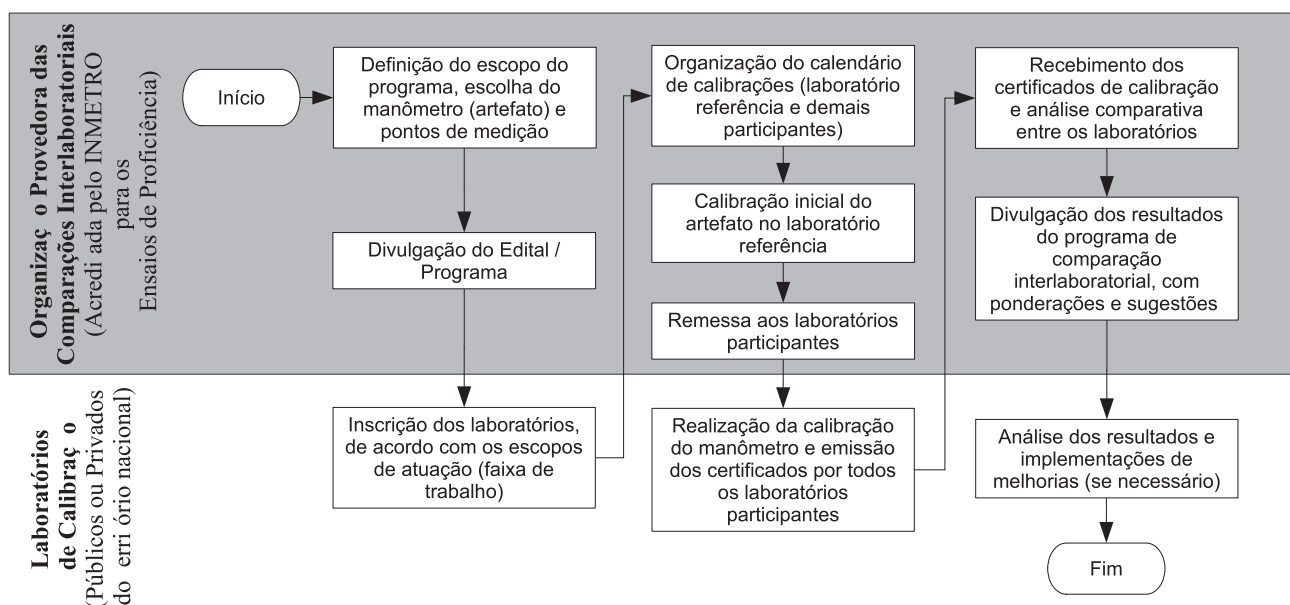 Organizaç o Provedora das
Comparações Interlaboratoriais
(Acredi ada pelo INMETRO
para os
Ensaios de Proficiência)
Início
Definição do escopo do
programa, escolha do
manômetro (artefato) e
pontos de medição
Divulgação do Edital /
Programa
Organização do calendário
de calibrações (laboratório
referência e demais
participantes)
Calibração inicial do
artefato no laboratório
referência
Remessa aos laboratórios
participantes
Recebimento dos
certificados de calibração
e análise comparativa
entre os laboratórios
Divulgação dos resultados
do programa de
comparação
interlaboratorial, com
ponderações e sugestões
Laboratórios
de Calibraç o
(Públicos ou Privados
do erri ório nacional)
Inscrição dos laboratórios,
de acordo com os escopos
de atuação (faixa de
trabalho)
Realização da calibração
do manômetro e emissão
dos certificados por todos
os laboratórios
participantes
Análise dos resultados e
implementações de
melhorias (se necessário)
Fim